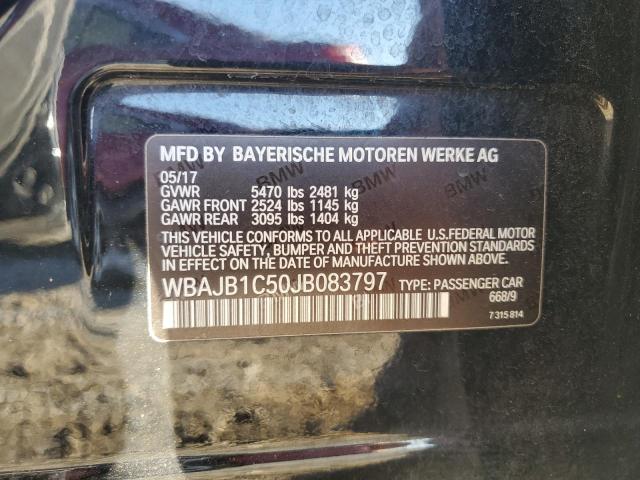 MFD BY BAYERISCHE MOTOREN WERKE AG
05/17
GVWR 5470 lbs 2481 kg
GAWR FRONT 2524 lbs 1145 kg
GAWR REAR 3095 lbs 1404 kg
THIS VEHICLE CONFORMS TO ALL APPLICABLE U.S.FEDERAL MOTOR
VEHICLE SAFETY, BUMPER AND THEFT PREVENTION STANDARDS
IN EFFECT ON THE DATE OF MANUFACTURE SHOWN ABOVE.
WBAJB1C50JB083797 TYPE: PASSENGER CAR
668/9
7 315 814